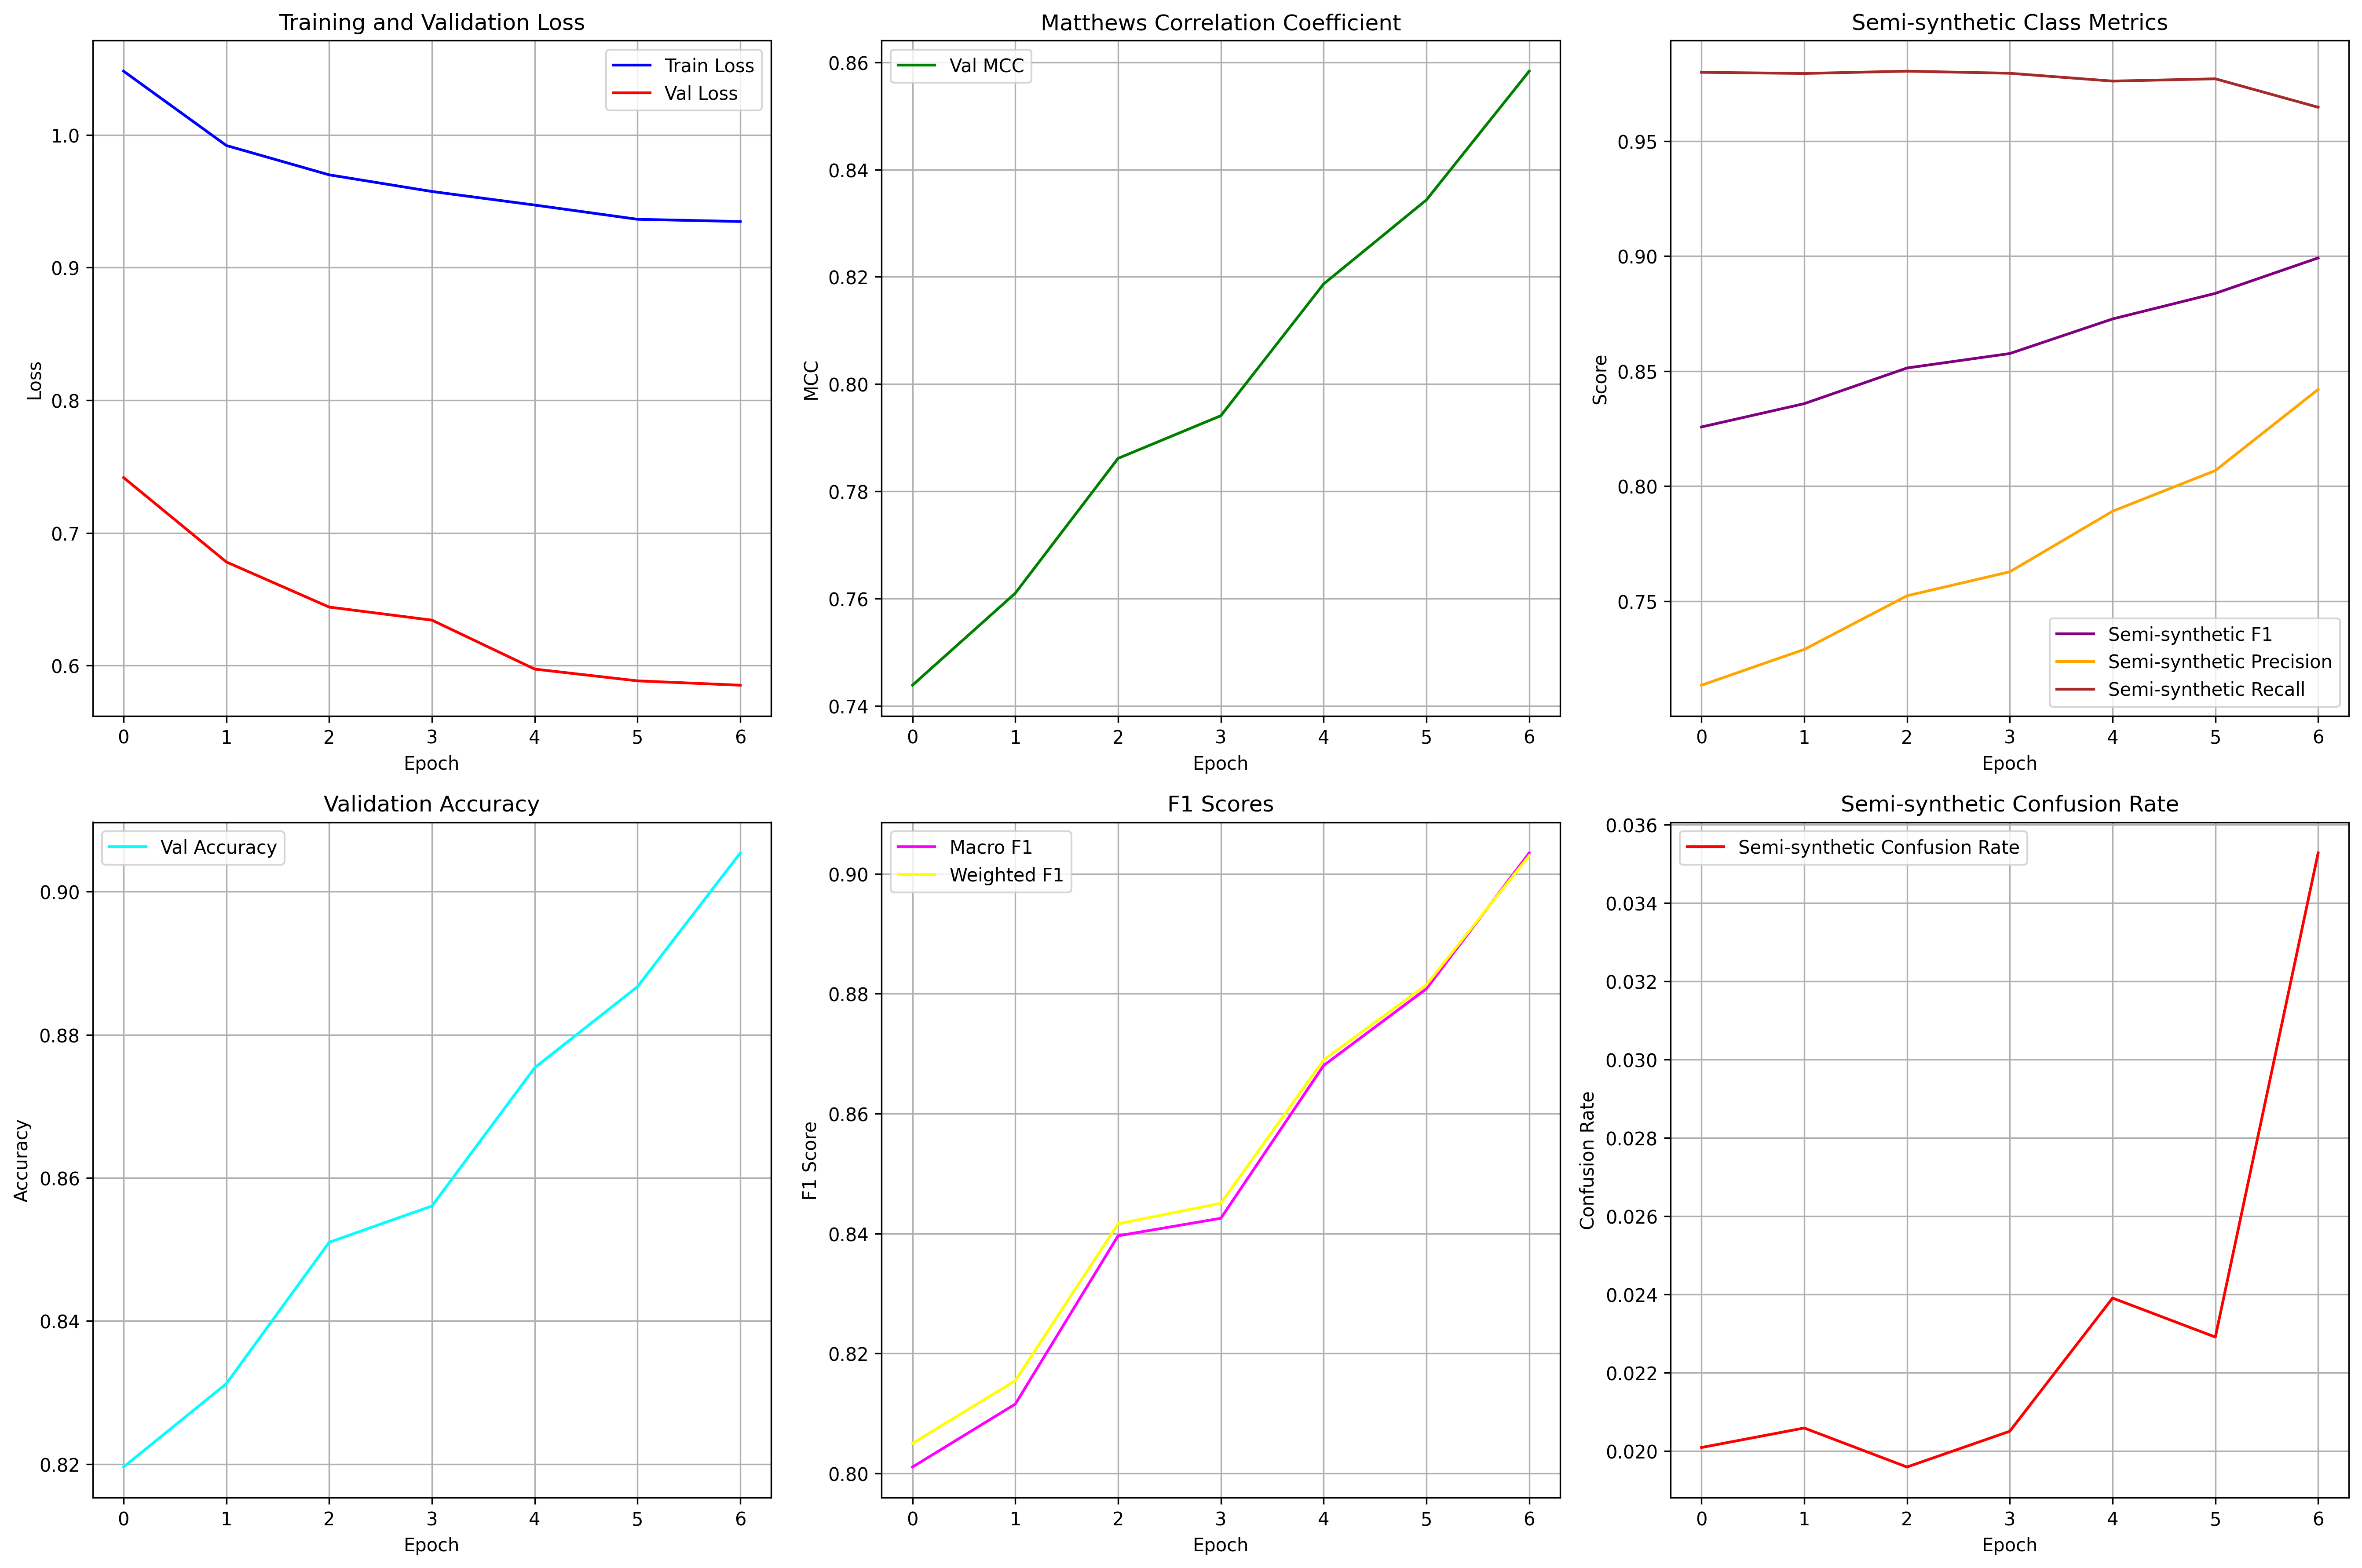 Training and Validation Loss
Train Loss
Val Loss
1.0
0.9
0.8
0.7
0.6
Loss
0 1 2 3 4 5 6
Epoch
Matthews Correlation Coefficient
Val MCC
0.86
0.84
0.82
0.80
0.78
0.76
0.74
MCC
0 1 2 3 4 5 6
Epoch
Semi-synthetic Class Metrics
0.95
0.90
0.85
0.80
0.75
Score
Semi-synthetic F1
Semi-synthetic Precision
Semi-synthetic Recall
0 1 2 3 4 5 6
Epoch
Validation Accuracy
Val Accuracy
0.90
0.88
0.86
0.84
0.82
Accuracy
0 1 2 3 4 5 6
Epoch
F1 Scores
Macro F1
Weighted F1
0.90
0.88
0.86
0.84
0.82
0.80
F1 Score
0 1 2 3 4 5 6
Epoch
Semi-synthetic Confusion Rate
Semi-synthetic Confusion Rate
0.036
0.034
0.032
0.030
0.028
0.026
0.024
0.022
0.020
Confusion Rate
0 1 2 3 4 5 6
Epoch